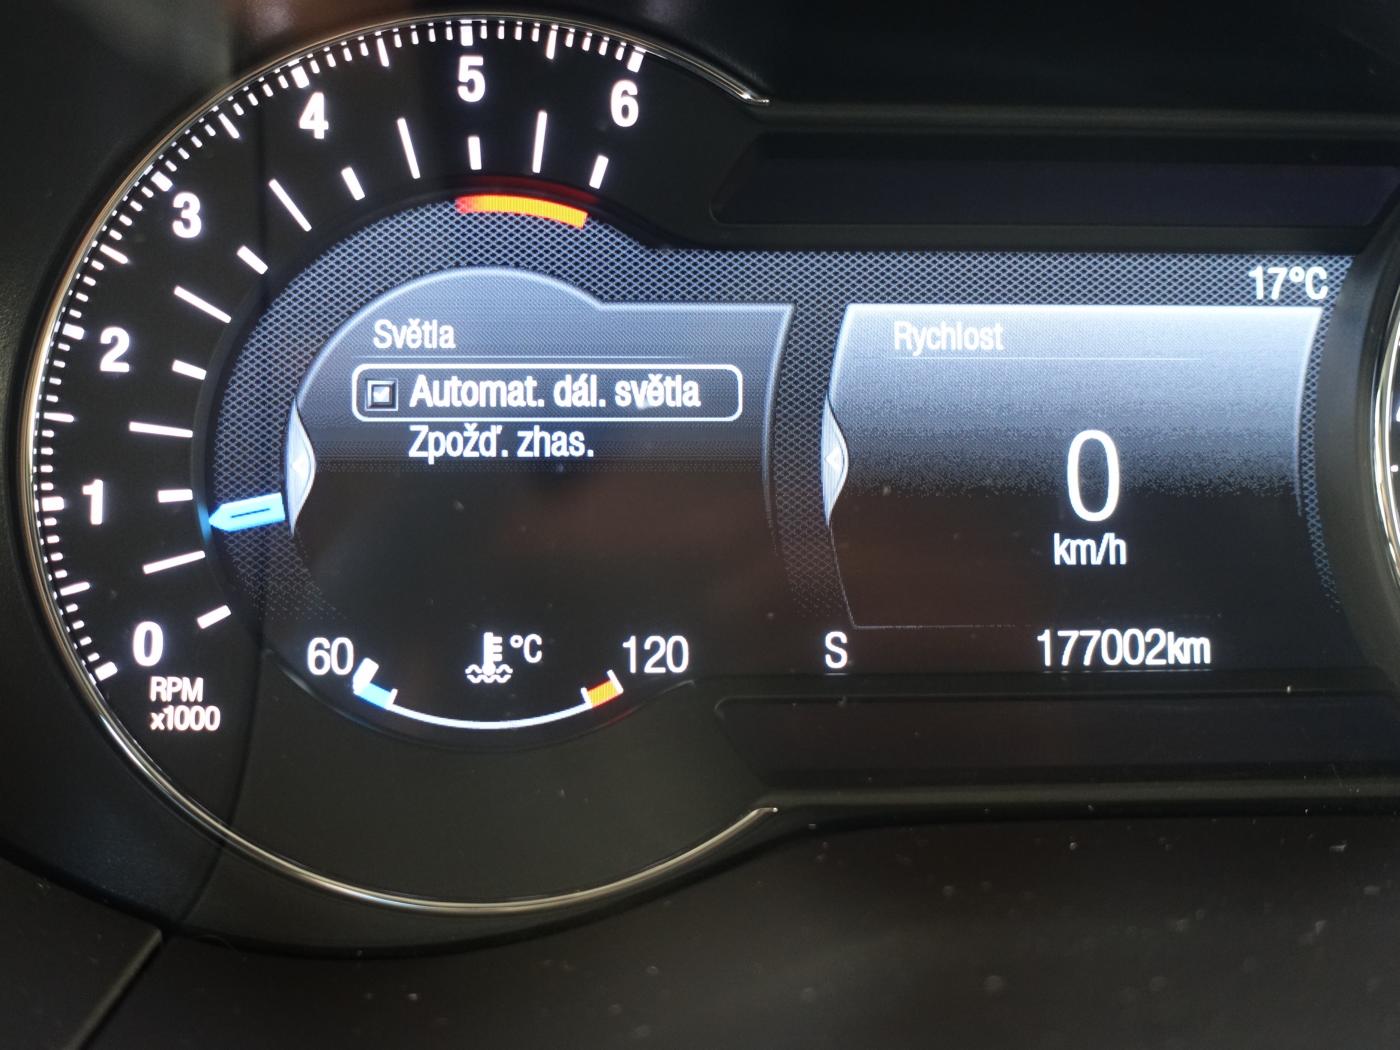 5
4
6
3
2
1
0
RPM
x1000
17°C
Světla
Automat. dál. světla
Zpožď. zhas.
Rychlost
0
km/h
60
°C
120
S
177002km